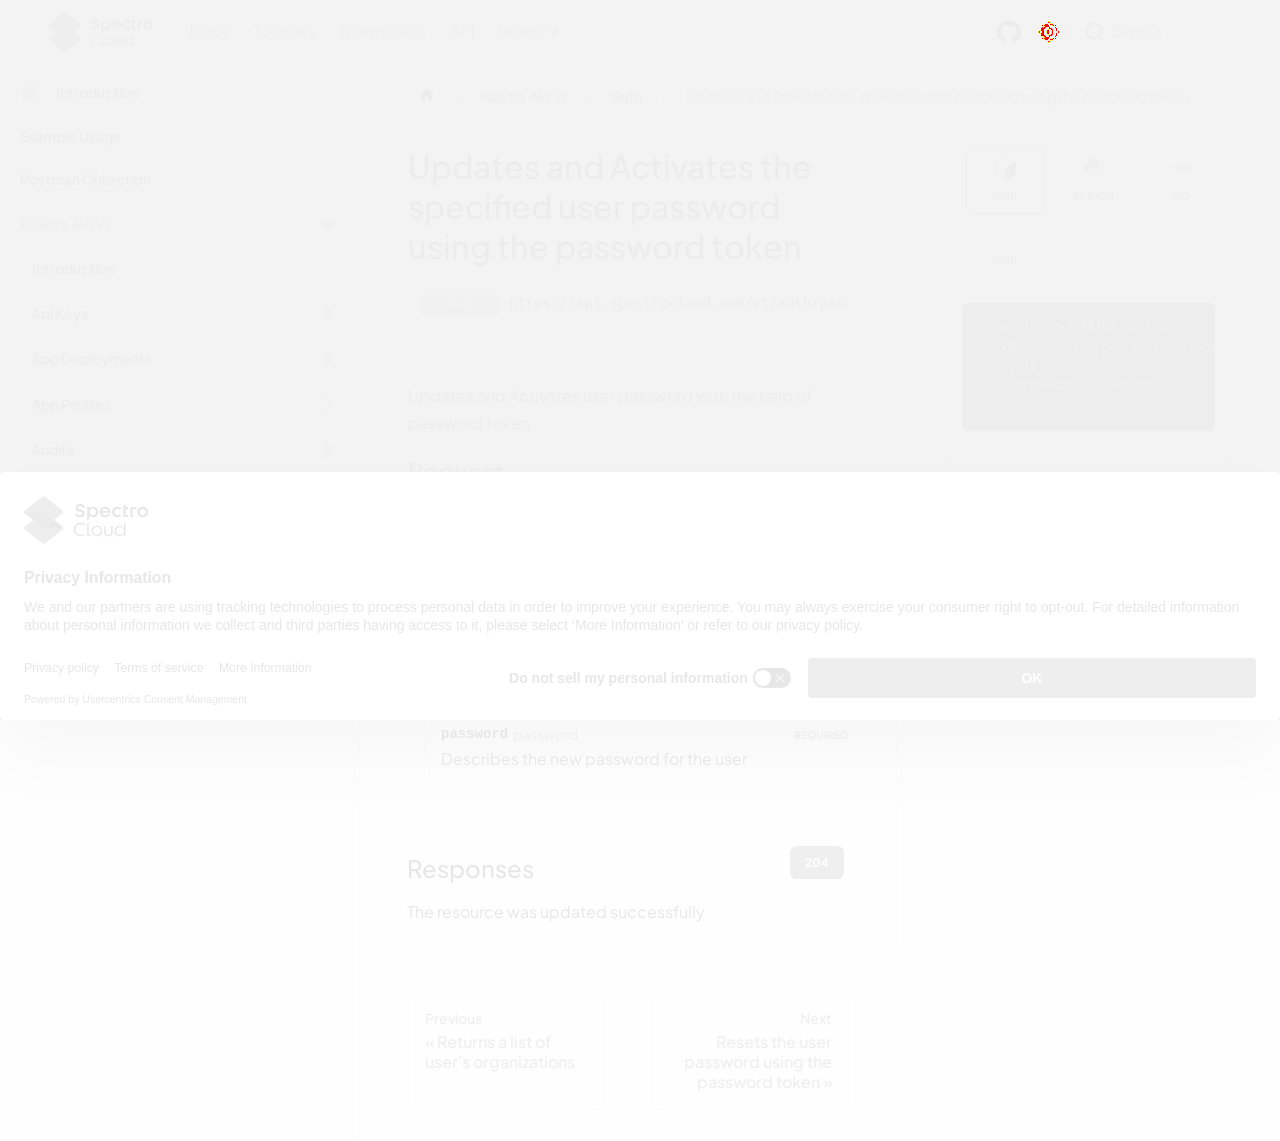 Spectro Cloud
Docs Tutorials Downloads API latest
Search
Introduction
Example Usage
Postman Collection
Palette API V1
Introduction
Api Keys
App Deployments
App Profiles
Audits
Palette API V1
Auth
Updates and Activates the specified user password using the password token
Updates and Activates the
specified user password
using the password token
https://api.spectrocloud.com/v1/auth/pas
Updates and Activates user password with the help of
password token
Request
CURL
PYTHON
GO
CURL
Spectro Cloud
Privacy Information
We and our partners are using tracking technologies to process personal data in order to improve your experience. You may always exercise your consumer right to opt-out. For detailed information
about personal information we collect and third parties having access to it, please select ‘More Information’ or refer to our privacy policy.
Privacy policy Terms of service More Information
Do not sell my personal information
OK
Powered by Usercentrics Consent Management
password password REQUIRED
Describes the new password for the user
Responses
204
The resource was updated successfully
Previous
« Returns a list of
user's organizations
Next
Resets the user
password using the
password token »